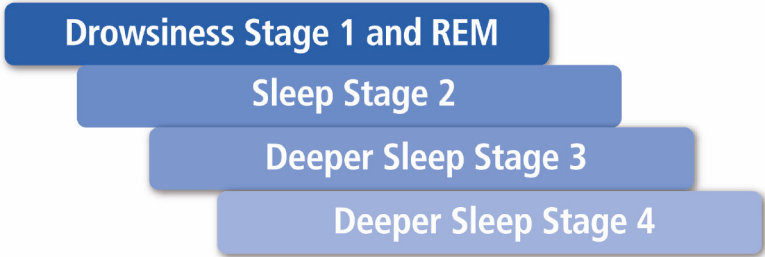 Drowsiness Stage 1 and REM
Sleep Stage 2
Deeper Sleep Stage 3
Deeper Sleep Stage 4